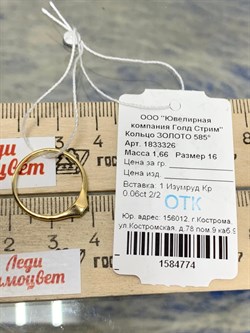 ООО "Ювелирная
компания Голд Стрим"
Кольцо ЗОЛОТО 585°
Арт. 1833326
Масса 1,66 Размер 16
Цена за гр.
Цена изд.
Вставка: 1 Изумруд Кр
0.06ct 2/2
ОТК
Юр. адрес: 156012, г.Кострома,
ул.Костромская, д.78 пом.9 каб.9
1584774
Леди
Леди
моцвет